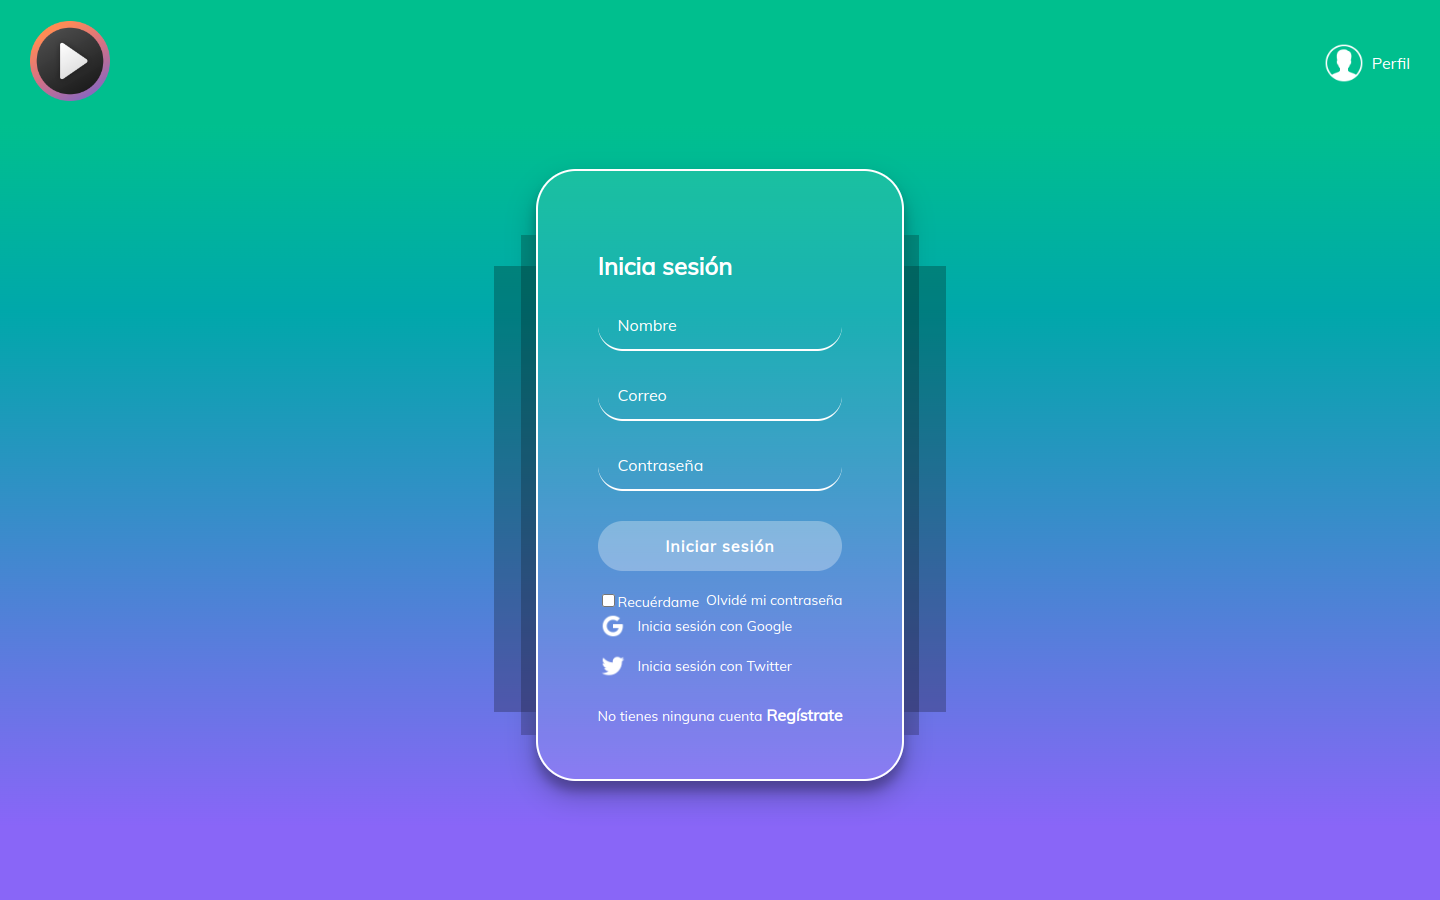 Perfil
Inicia sesión
Nombre
Correo
Contraseña
Iniciar sesión
Recuérdame Olvidé mi contraseña
Inicia sesión con Google
Inicia sesión con Twitter
No tienes ninguna cuenta Regístrate